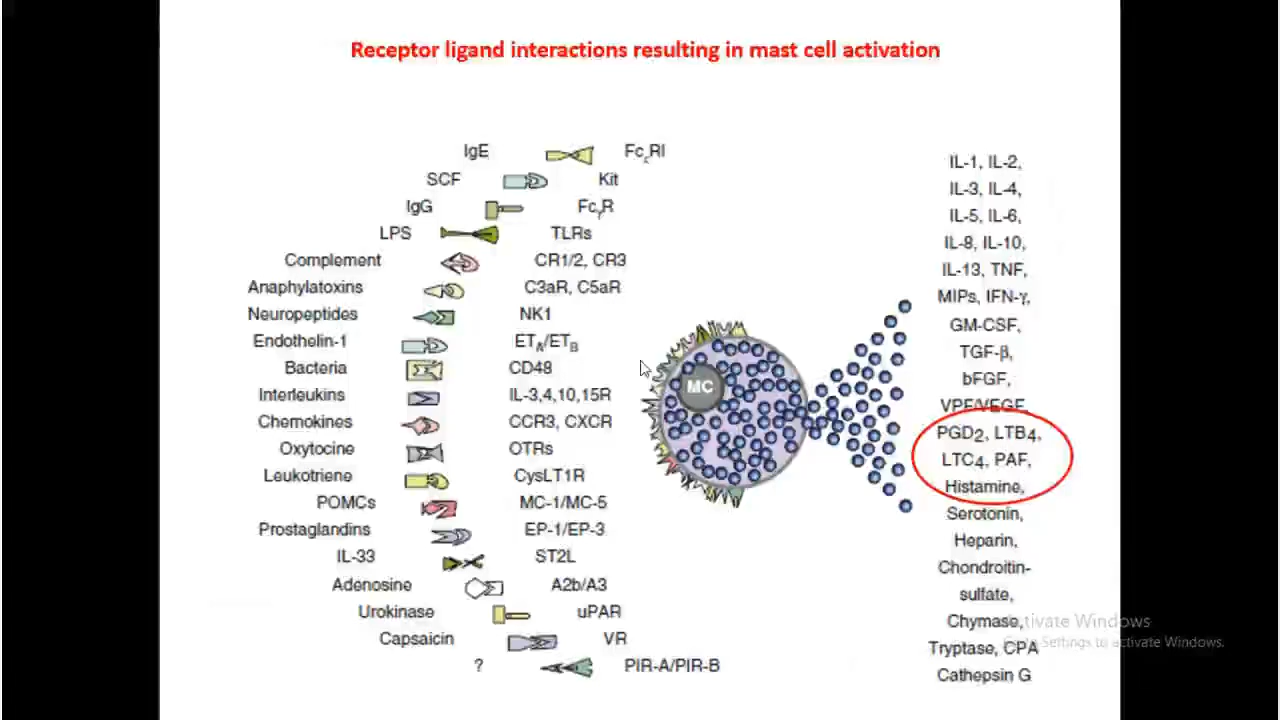 Receptor ligand interactions resulting in mast cell activation
IgE FcεRI
SCF Kit
IgG FcγR
LPS TLRs
Complement CR1/2, CR3
Anaphylatoxins C3aR, C5aR
Neuropeptides NK1
Endothelin-1 ETA/ETB
Bacteria CD48
Interleukins IL-3,4,10,15R
Chemokines CCR3, CXCR
Oxytocine OTRs
Leukotriene CysLT1R
POMCs MC-1/MC-5
Prostaglandins EP-1/EP-3
IL-33 ST2L
Adenosine A2b/A3
Urokinase uPAR
Capsaicin VR
? PIR-A/PIR-B
MC
IL-1, IL-2,
IL-3, IL-4,
IL-5, IL-6,
IL-8, IL-10,
IL-13, TNF,
MIPs, IFN-γ,
GM-CSF,
TGF-β,
bFGF,
VPF/VEGF,
PGD2, LTB4,
LTC4, PAF,
Histamine,
Serotonin,
Heparin,
Chondroitin-
sulfate,
Chymase,
Tryptase, CPA
Cathepsin G
Activate Windows
Go to Settings to activate Windows.